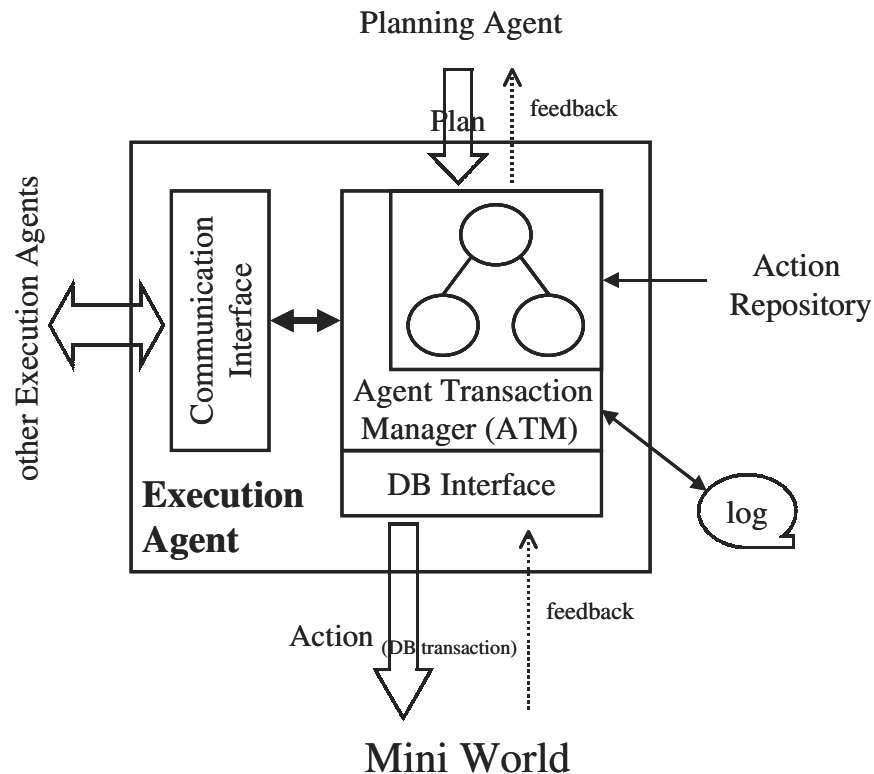 Planning Agent
Plan
feedback
other Execution Agents
Communication
Interface
Action
Repository
Agent Transaction
Manager (ATM)
DB Interface
Execution
Agent
log
feedback
Action (DB transaction)
Mini World